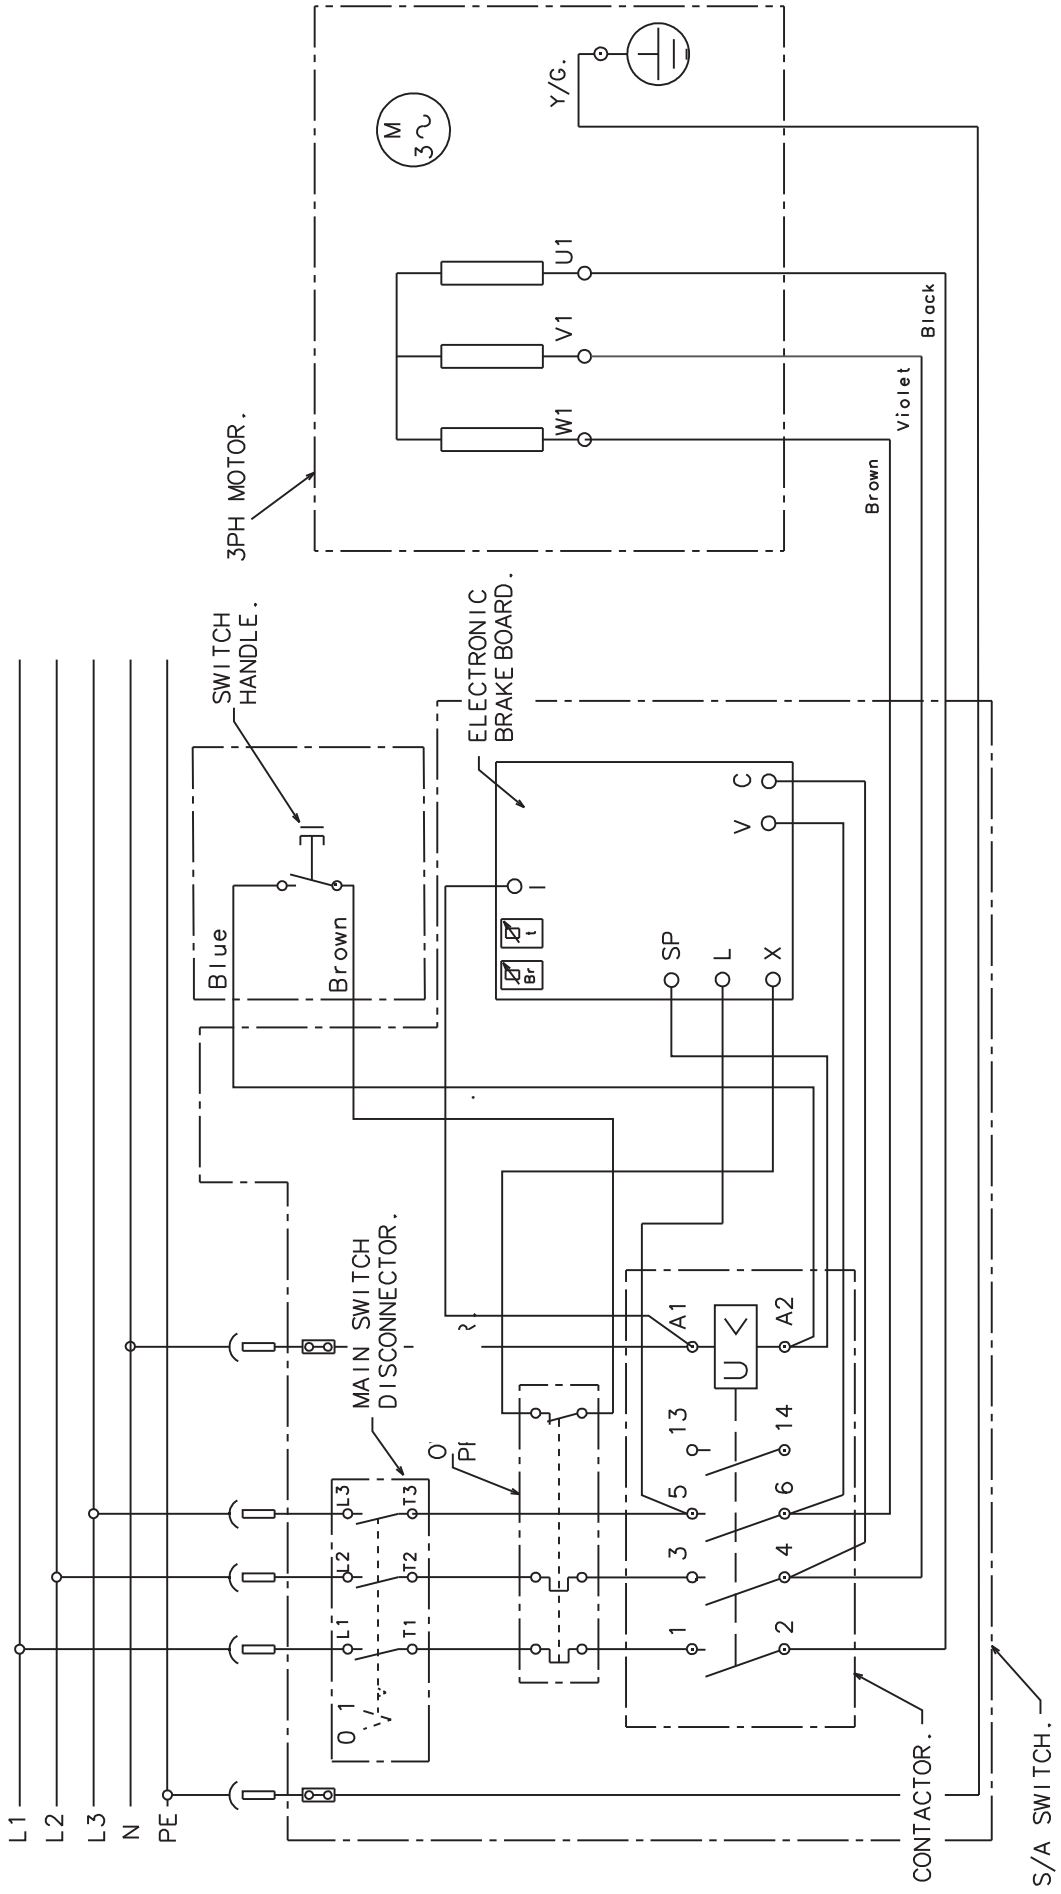 L1
L2
L3
N
PE
SWITCH
HANDLE.
Blue
Brown
MAIN SWITCH
DISCONNECTOR.
L1
L2
L3
T1
T2
T3
0 1
3PH MOTOR.
M
3
Y/G.
U1
V1
W1
Black
Violet
Brown
ELECTRONIC
BRAKE BOARD.
I
t
Br
SP
L
X
V
C
A1
A2
U <
13
14
5
6
3
4
1
2
CONTACTOR.
S/A SWITCH.